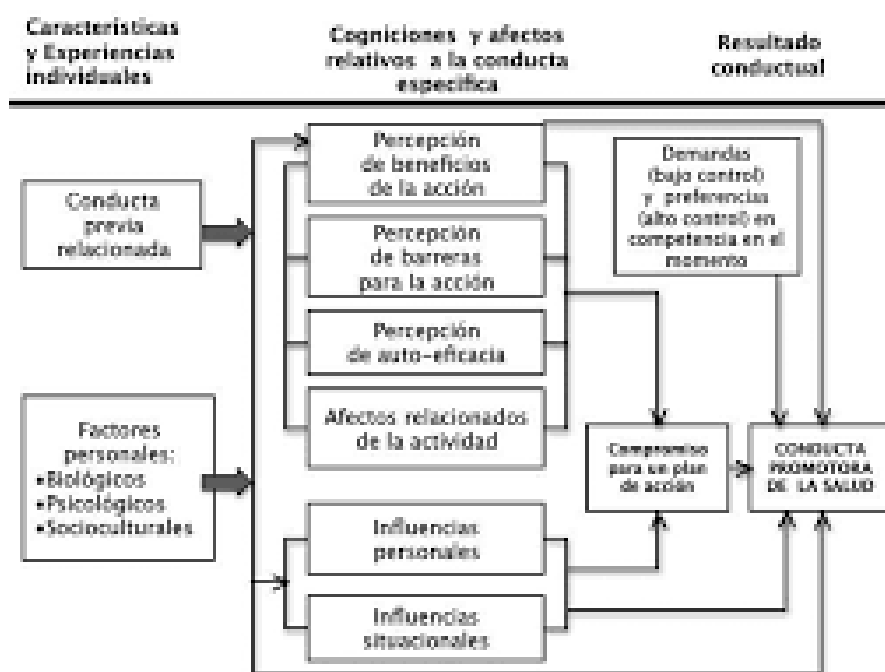 Características
y Experiencias
individuales
Cogniciones y afectos
relativos a la conducta
especifica
Resultado
conductual
Conducta
previa
relacionada
Factores
personales:
•Biológicos
•Psicológicos
•Socioculturales
Percepción
de beneficios
de la acción
Percepción
de barreras
para la acción
Percepción
de auto-eficacia
Afectos relacionados
de la actividad
Influencias
personales
Influencias
situacionales
Demandas
(bajo control)
y preferencias
(alto control) en
competencia en el
momento
Compromiso
para un plan
de acción
CONDUCTA
PROMOTORA
DE LA SALUD